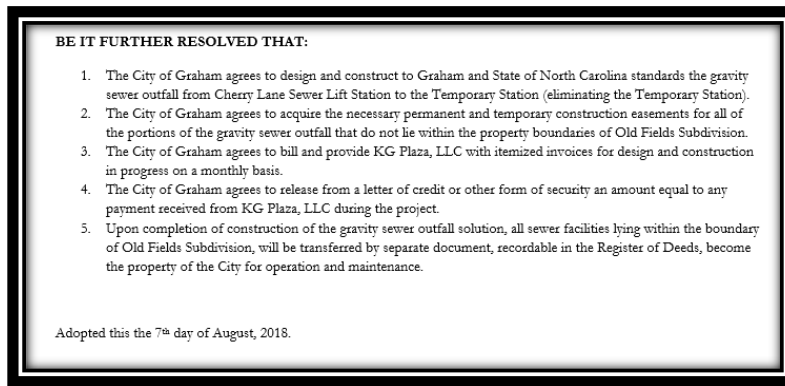 BE IT FURTHER RESOLVED THAT:
1. The City of Graham agrees to design and construct to Graham and State of North Carolina standards the gravity
sewer outfall from Cherry Lane Sewer Lift Station to the Temporary Station (eliminating the Temporary Station).
2. The City of Graham agrees to acquire the necessary permanent and temporary construction easements for all of
the portions of the gravity sewer outfall that do not lie within the property boundaries of Old Fields Subdivision.
3. The City of Graham agrees to bill and provide KG Plaza, LLC with itemized invoices for design and construction
in progress on a monthly basis.
4. The City of Graham agrees to release from a letter of credit or other form of security an amount equal to any
payment received from KG Plaza, LLC during the project.
5. Upon completion of construction of the gravity sewer outfall solution, all sewer facilities lying within the boundary
of Old Fields Subdivision, will be transferred by separate document, recordable in the Register of Deeds, become
the property of the City for operation and maintenance.
Adopted this the 7th day of August, 2018.